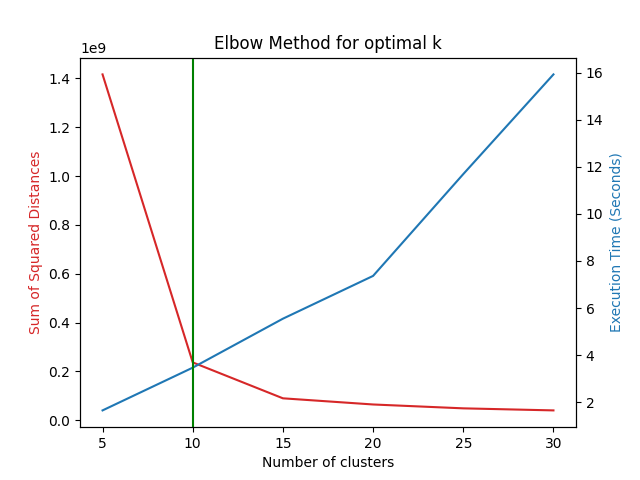 Elbow Method for optimal k
1e9
1.4
1.2
1.0
0.8
0.6
0.4
0.2
0.0
Sum of Squared Distances
16
14
12
10
8
6
4
2
Execution Time (Seconds)
5 10 15 20 25 30
Number of clusters